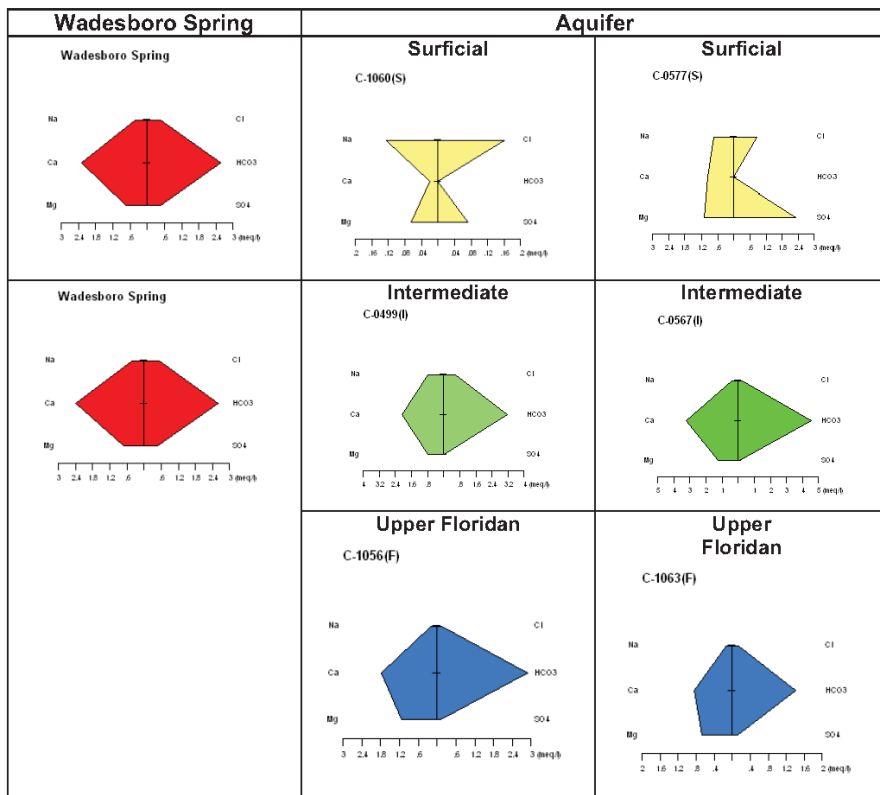 Wadesboro Spring
Aquifer
Wadesboro Spring
Na Cl
Ca HCO3
Mg SO4
3 2.4 1.8 1.2 .6 .6 1.2 1.8 2.4 3 (meq/l)
Surficial
C-1060(S)
Na Cl
Ca HCO3
Mg SO4
.2 .16 .12 .08 .04 .04 .08 .12 .16 .2 (meq/l)
Surficial
C-0577(S)
Na Cl
Ca HCO3
Mg SO4
3 2.4 1.8 1.2 .6 .6 1.2 1.8 2.4 3 (meq/l)
Wadesboro Spring
Na Cl
Ca HCO3
Mg SO4
3 2.4 1.8 1.2 .6 .6 1.2 1.8 2.4 3 (meq/l)
Intermediate
C-0499(I)
Na Cl
Ca HCO3
Mg SO4
4 3.2 2.4 1.6 .8 .8 1.6 2.4 3.2 4 (meq/l)
Intermediate
C-0567(I)
Na Cl
Ca HCO3
Mg SO4
5 4 3 2 1 1 2 3 4 5 (meq/l)
Upper Floridan
C-1056(F)
Na Cl
Ca HCO3
Mg SO4
3 2.4 1.8 1.2 .6 .6 1.2 1.8 2.4 3 (meq/l)
Upper
Floridan
C-1063(F)
Na Cl
Ca HCO3
Mg SO4
2 1.6 1.2 .8 .4 .4 .8 1.2 1.6 2 (meq/l)